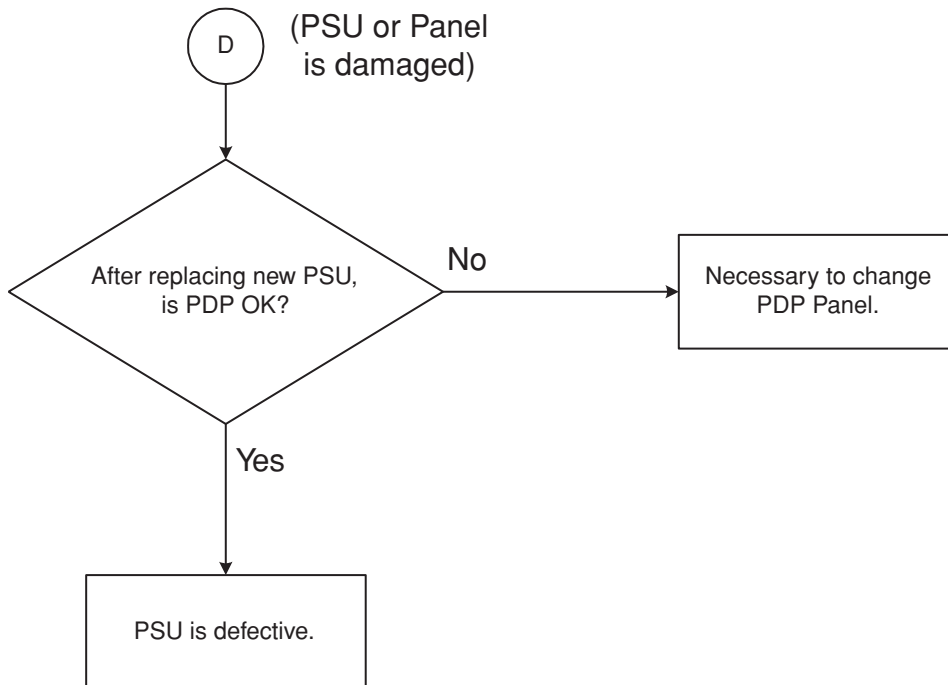 D
(PSU or Panel
is damaged)
After replacing new PSU,
is PDP OK?
No
Necessary to change
PDP Panel.
Yes
PSU is defective.